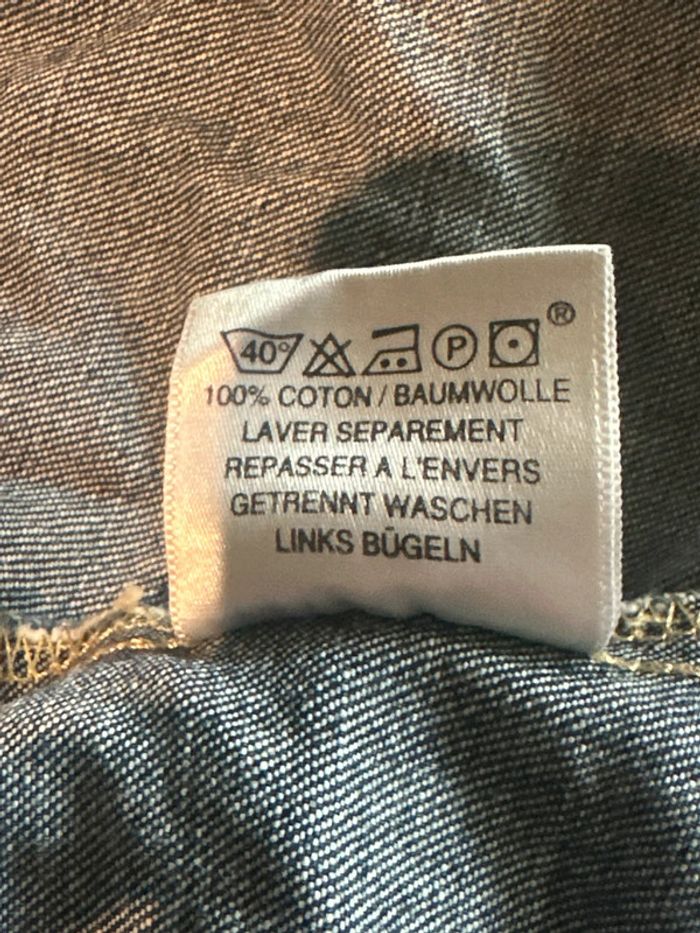 40° P ®
100% COTON / BAUMWOLLE
LAVER SEPAREMENT
REPASSER A L'ENVERS
GETRENNT WASCHEN
LINKS BÜGELN